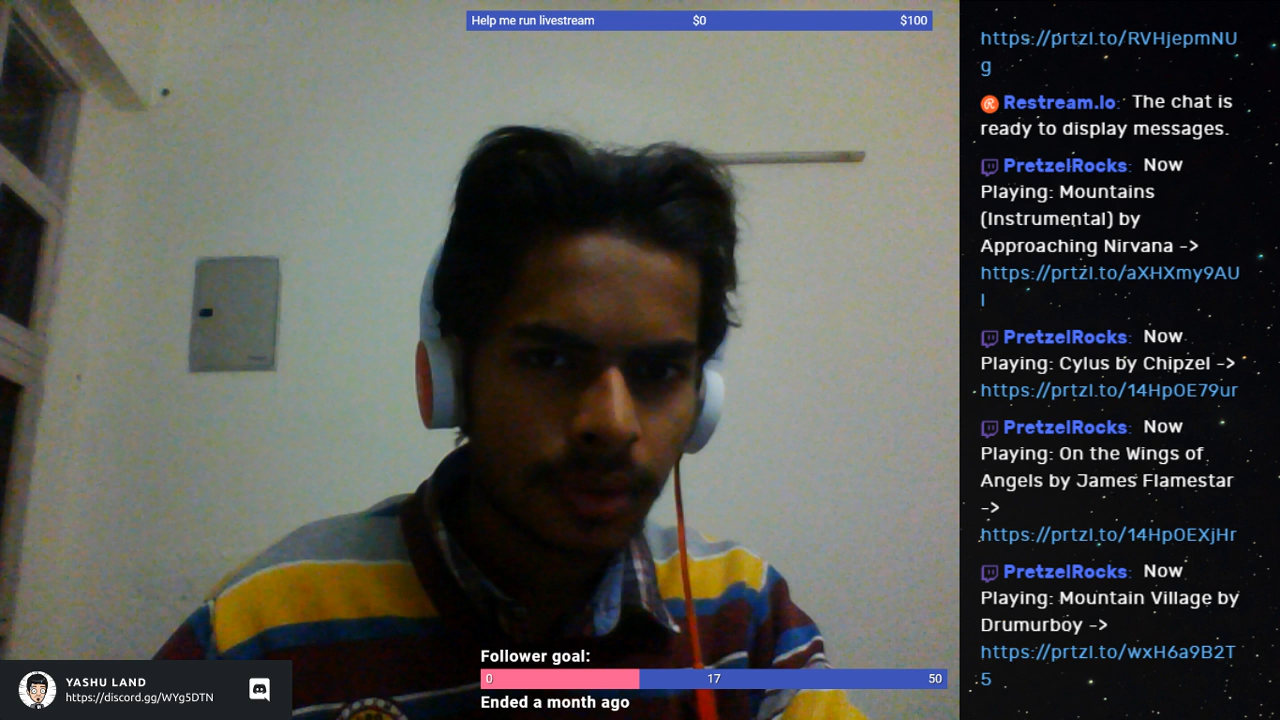 Help me run livestream $0 $100
https://prtzl.to/RVHjepmNU
g
Restream.io: The chat is
ready to display messages.
PretzelRocks: Now
Playing: Mountains
(Instrumental) by
Approaching Nirvana ->
https://prtzl.to/aXHXmy9AU
l
PretzelRocks: Now
Playing: Cylus by Chipzel ->
https://prtzl.to/14HpOE79ur
PretzelRocks: Now
Playing: On the Wings of
Angels by James Flamestar
->
https://prtzl.to/14HpOEXjHr
PretzelRocks: Now
Playing: Mountain Village by
Drumurboy ->
https://prtzl.to/wxH6a9B2T
5
Follower goal:
0 17 50
Ended a month ago
YASHU LAND
https://discord.gg/WYg5DTN